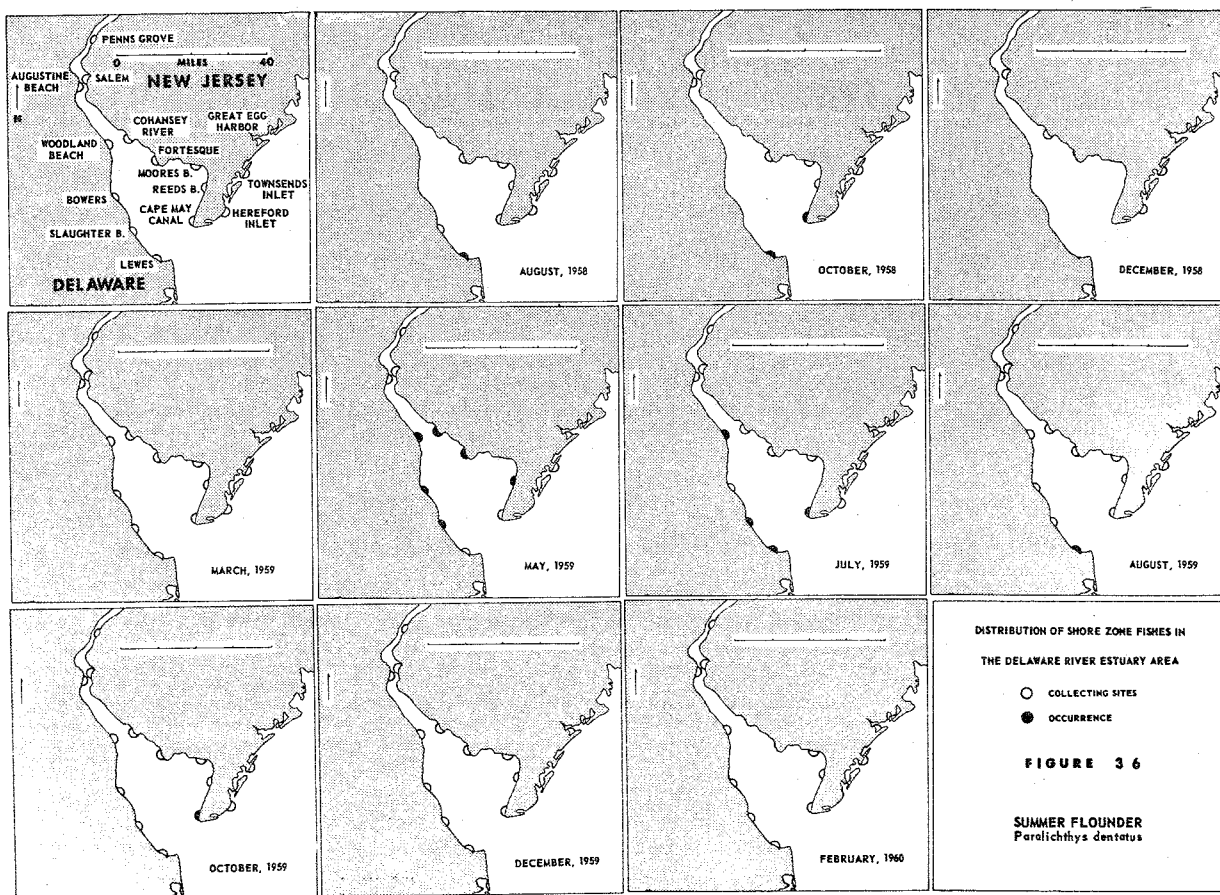 PENNS GROVE
0 MILES 40
AUGUSTINE
BEACH
SALEM
NEW JERSEY
N
COHANSEY
RIVER
GREAT EGG
HARBOR
WOODLAND
BEACH
FORTESQUE
MOORES B.
REEDS B.
TOWNSENDS
INLET
BOWERS
CAPE MAY
CANAL
HEREFORD
INLET
SLAUGHTER B.
LEWES
DELAWARE
AUGUST, 1958
OCTOBER, 1958
DECEMBER, 1958
MARCH, 1959
MAY, 1959
JULY, 1959
AUGUST, 1959
OCTOBER, 1959
DECEMBER, 1959
FEBRUARY, 1960
DISTRIBUTION OF SHORE ZONE FISHES IN
THE DELAWARE RIVER ESTUARY AREA
COLLECTING SITES
OCCURRENCE
FIGURE 36
SUMMER FLOUNDER
Paralichthys dentatus